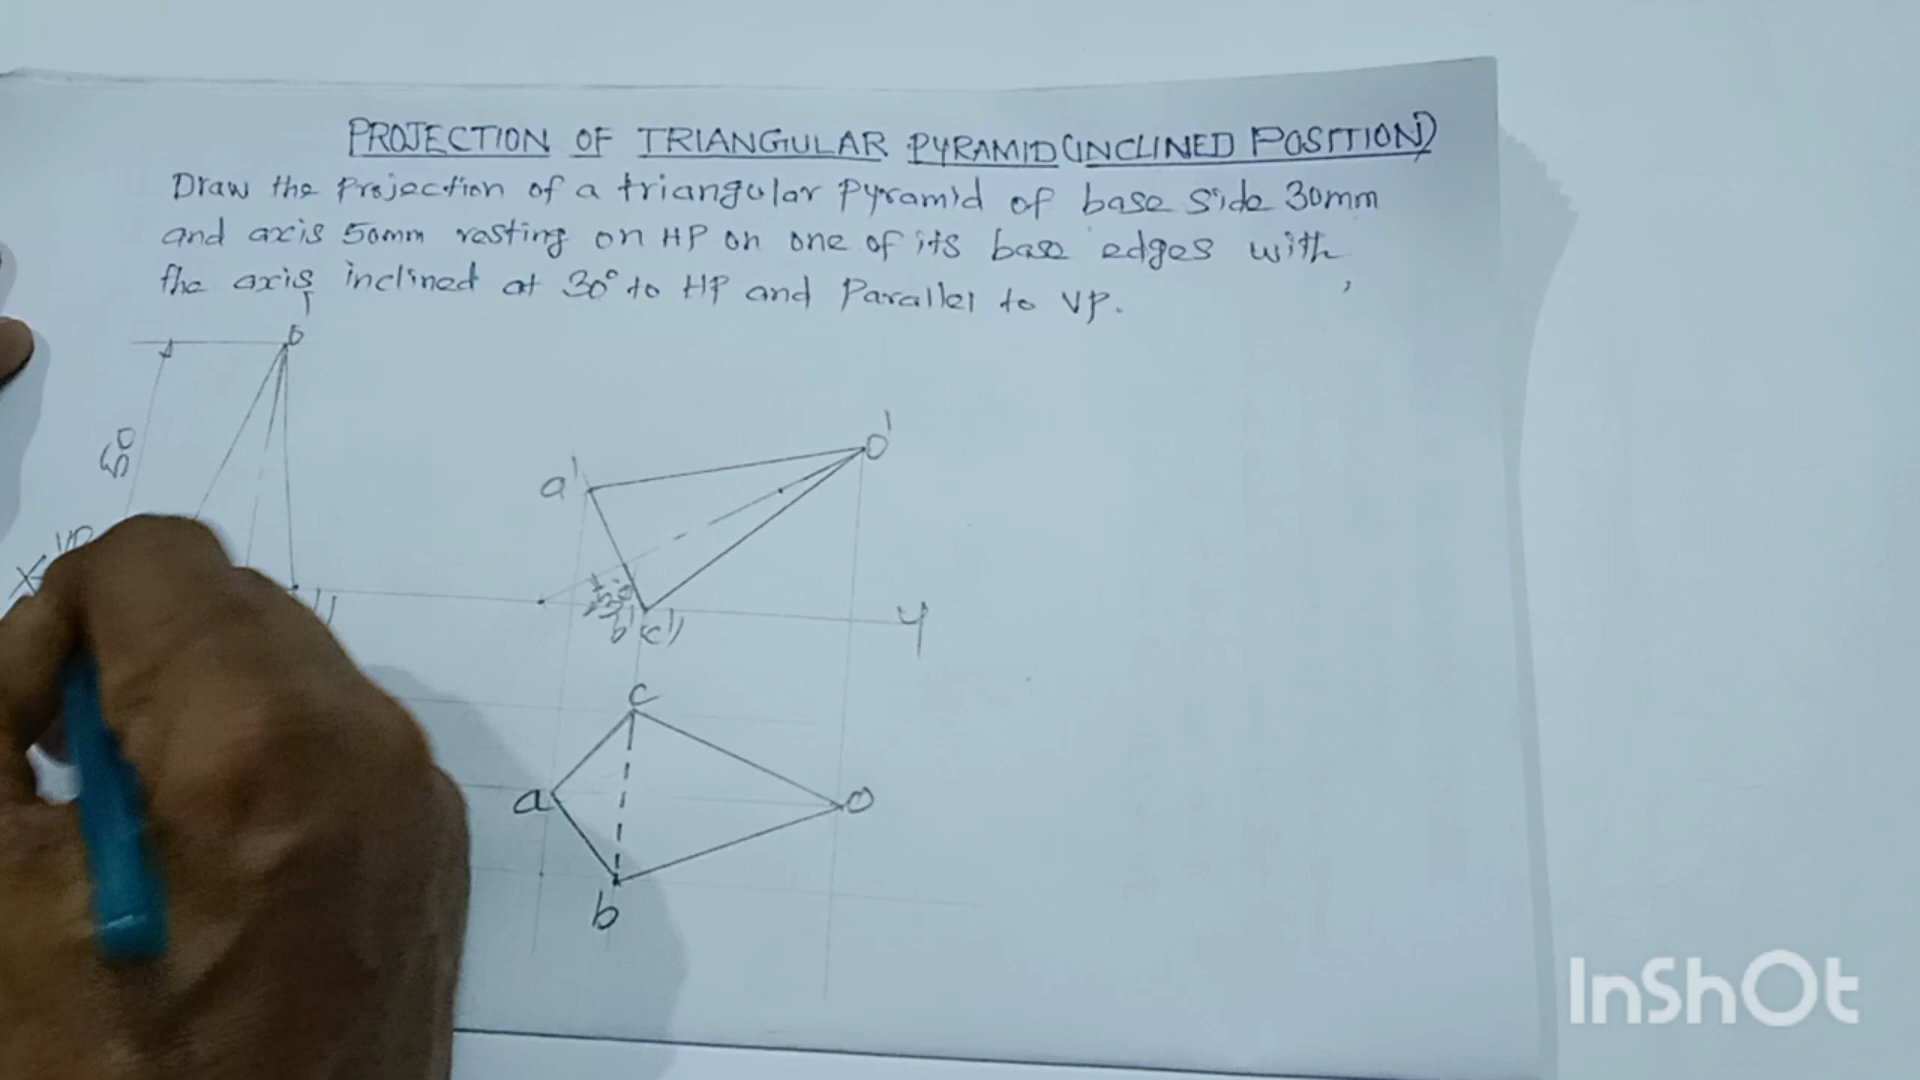 PROJECTION OF TRIANGULAR PYRAMID (INCLINED POSITION)
Draw the Projection of a triangular pyramid of base side 30mm
and axis 50mm resting on HP on one of its base edges with
the axis inclined at 30° to HP and Parallel to VP.
o'
50
a'
o'
X
VP
30°
b'(c')
Y
c
a
o
b
InShOt